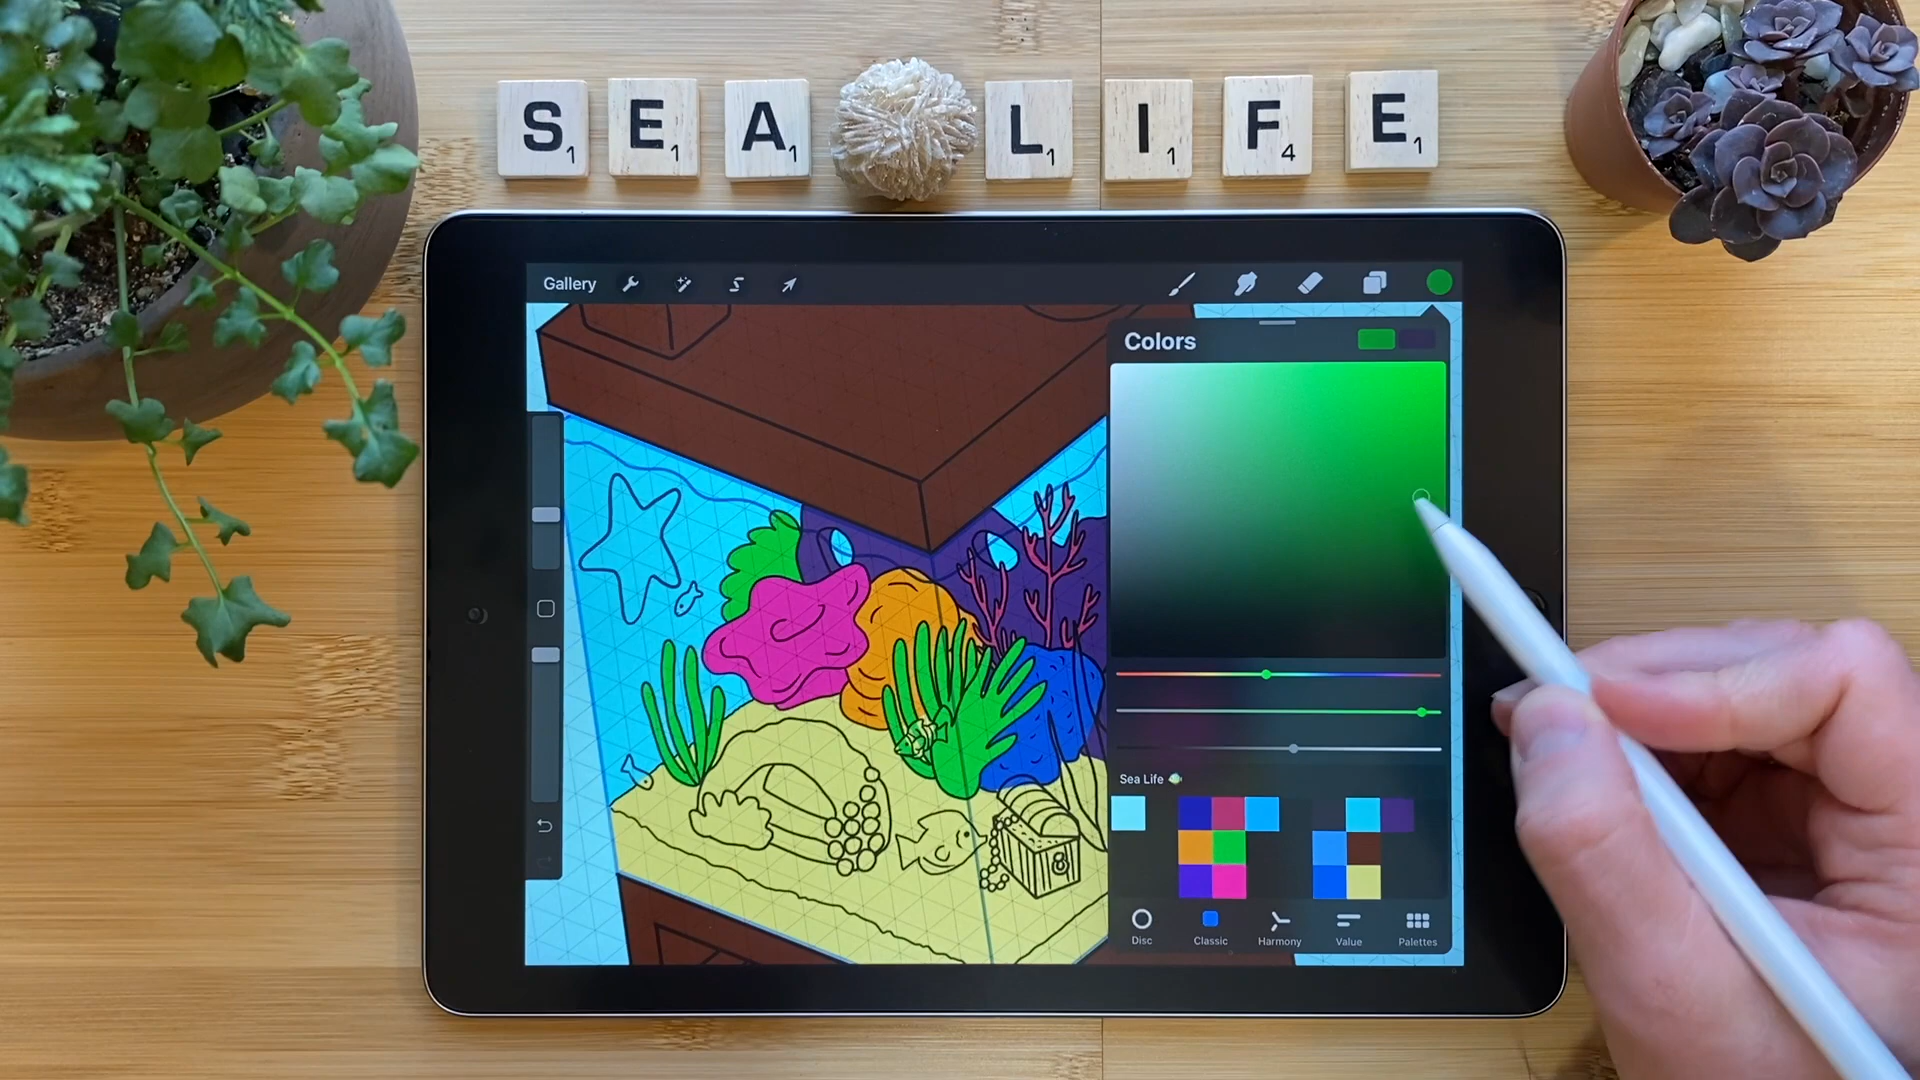 S1 E1 A1 L1 I1 F4 E1
Gallery
Colors
Sea Life
Disc Classic Harmony Value Palettes